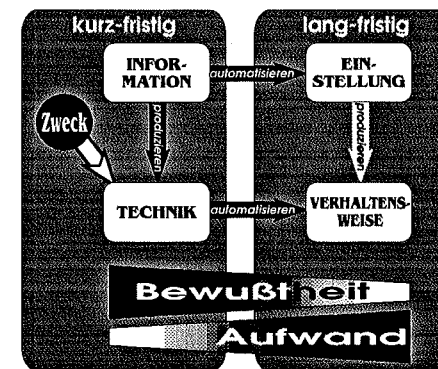 kurz-fristig
lang-fristig
INFOR-
MATION
automatisieren
EIN-
STELLUNG
Zweck
produzieren
produzieren
TECHNIK
automatisieren
VERHALTENS-
WEISE
Bewußtheit
Aufwand